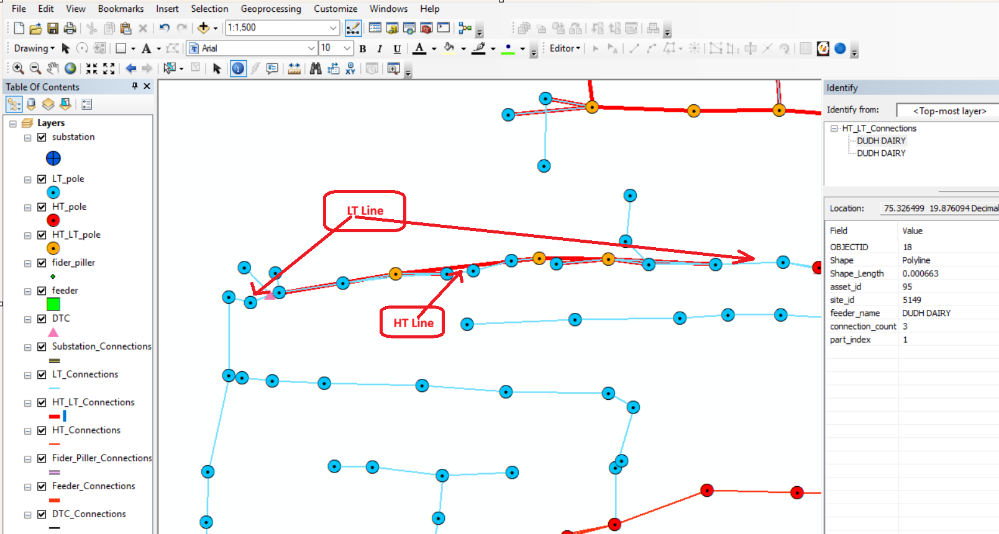 File Edit View Bookmarks Insert Selection Geoprocessing Customize Windows Help
1:1,500
Drawing Arial 10 B I U A Editor
XY
Table Of Contents
Layers
substation
LT_pole
HT_pole
HT_LT_pole
fider_piller
feeder
DTC
Substation_Connections
LT_Connections
HT_LT_Connections
HT_Connections
Fider_Piller_Connections
Feeder_Connections
DTC_Connections
LT Line
HT Line
Identify
Identify from: <Top-most layer>
HT_LT_Connections
DUDH DAIRY
DUDH DAIRY
Location: 75.326499 19.876094 Decimal
Field Value
OBJECTID 18
Shape Polyline
Shape_Length 0.000663
asset_id 95
site_id 5149
feeder_name DUDH DAIRY
connection_count 3
part_index 1